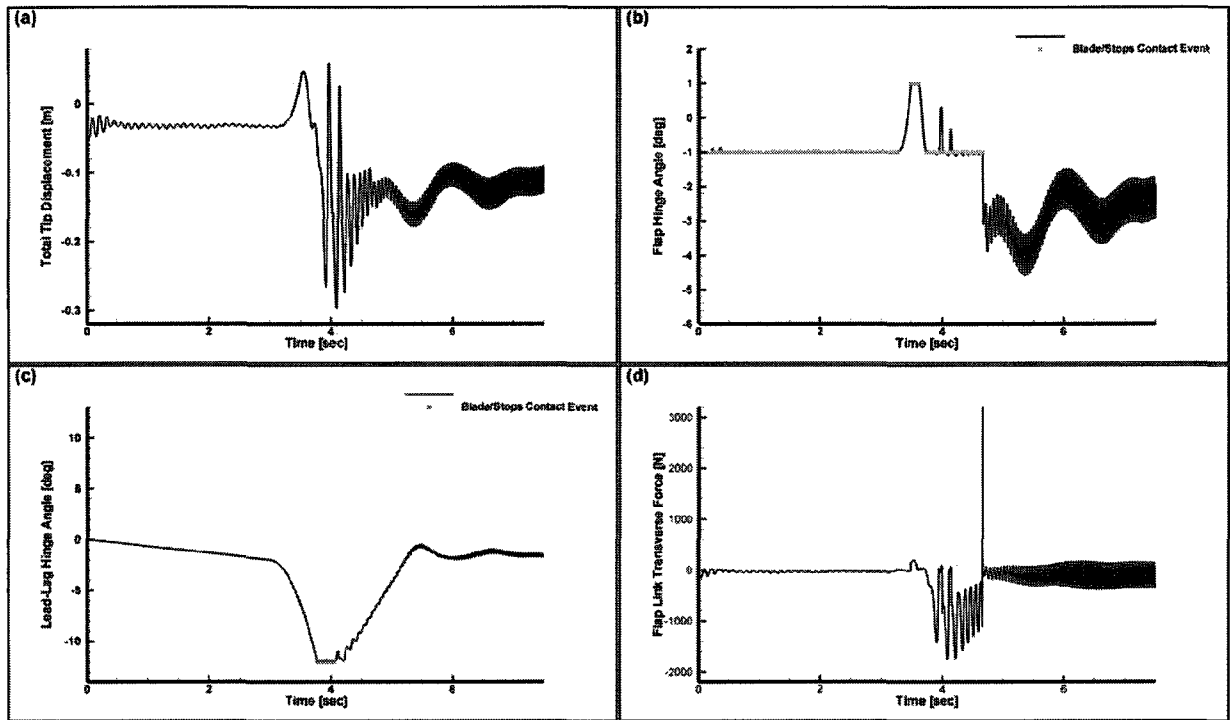 (a)
Total Tip Displacement [m]
0
-0.1
-0.2
-0.3
0
2
4
6
Time [sec]
(b)
Blade/Stops Contact Event
Flap Hinge Angle [deg]
2
1
0
-1
-2
-3
-4
-5
-6
0
2
4
6
Time [sec]
(c)
Blade/Stops Contact Event
Lead-Lag Hinge Angle [deg]
10
5
0
-5
-10
0
2
4
6
Time [sec]
(d)
Flap Link Transverse Force [N]
3000
2000
1000
0
-1000
-2000
0
2
4
6
Time [sec]